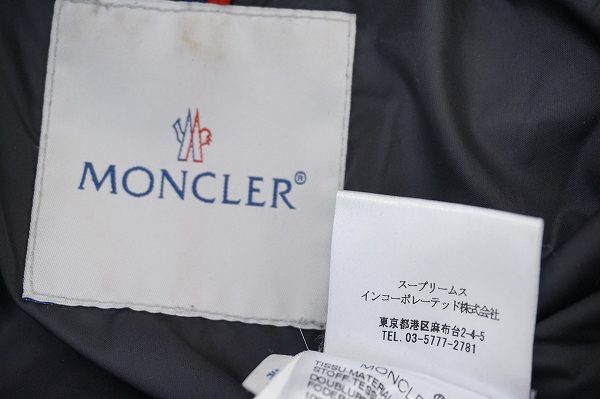 MONCLER®
スープリームス
インコーポレーテッド株式会社
東京都港区麻布台2-4-5
TEL. 03-5777-2781
MONCLER
TISSU-MATERIAL
STOFF-TESSU
DOUBLURE
FODERA